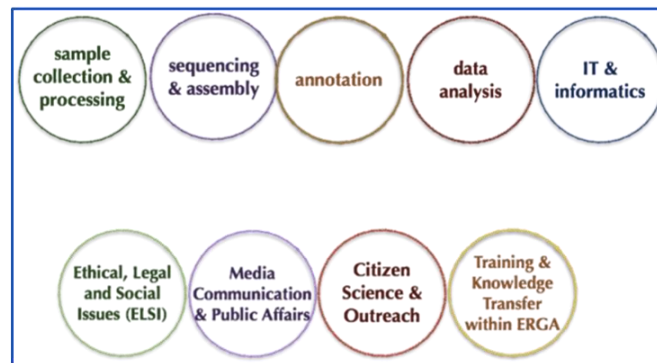 sample
collection &
processing
sequencing
& assembly
annotation
data
analysis
IT &
informatics
Ethical, Legal
and Social
Issues (ELSI)
Media
Communication
& Public Affairs
Citizen
Science &
Outreach
Training &
Knowledge
Transfer
within ERGA